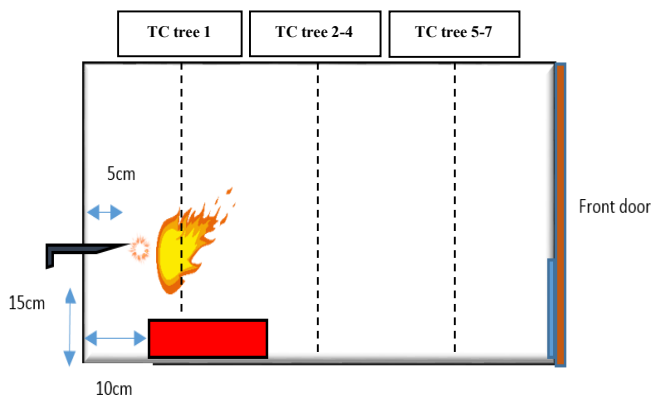 TC tree 1
TC tree 2-4
TC tree 5-7
5cm
Front door
15cm
10cm